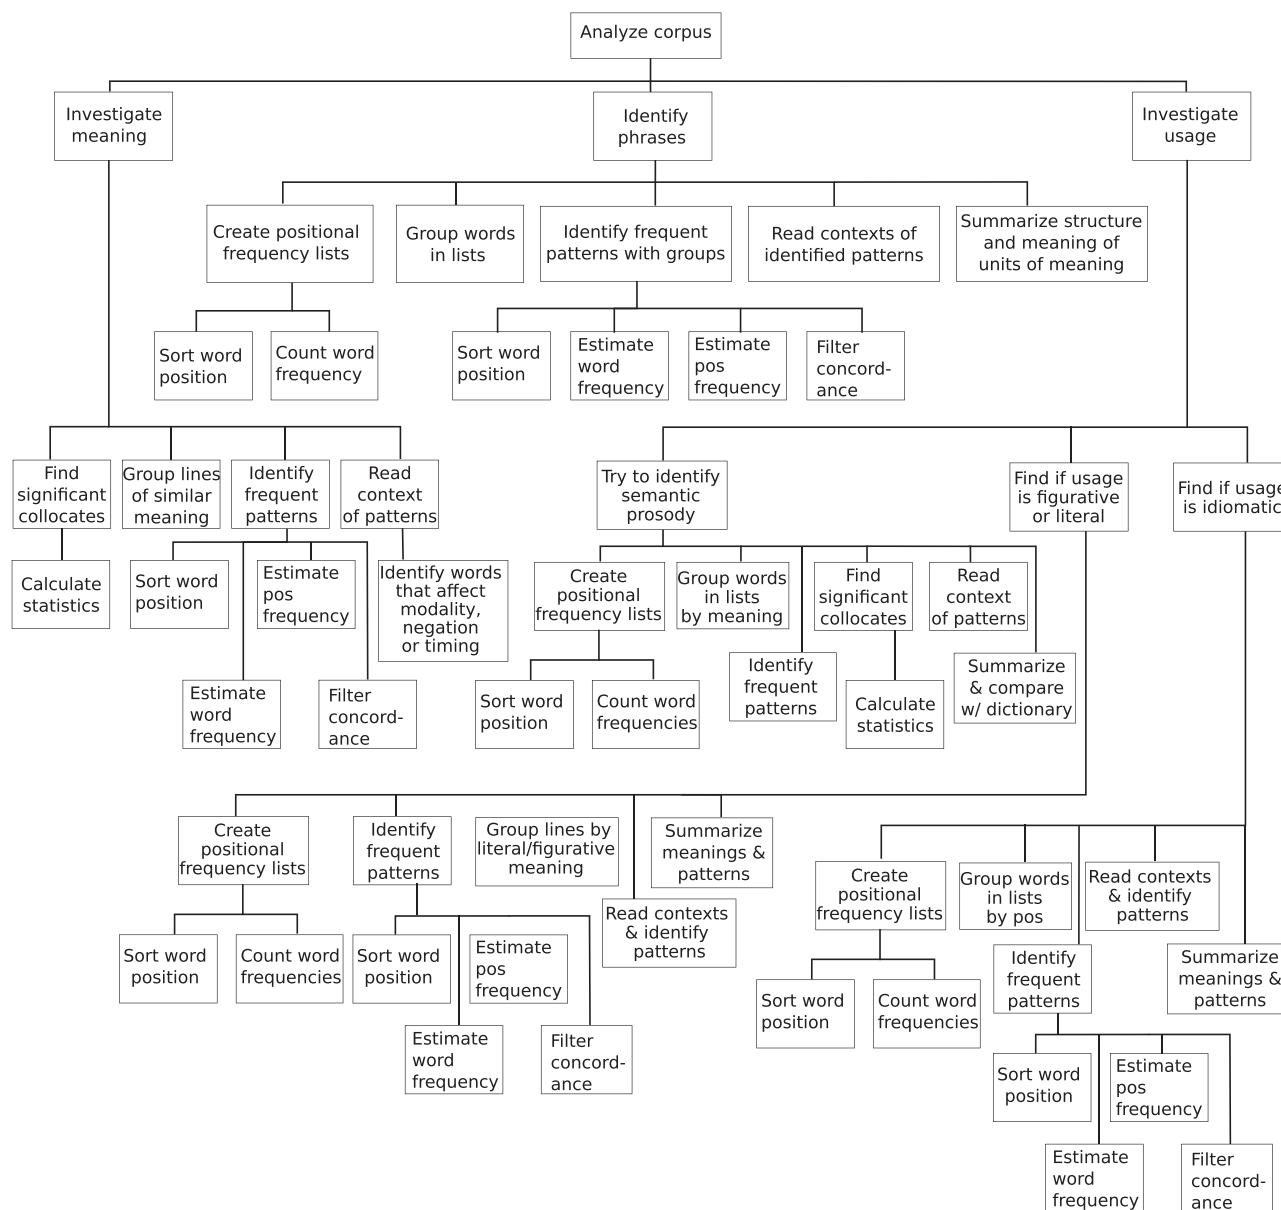 Analyze corpus
Investigate
meaning
Identify
phrases
Investigate
usage
Create positional
frequency lists
Group words
in lists
Identify frequent
patterns with groups
Read contexts of
identified patterns
Summarize structure
and meaning of
units of meaning
Sort word
position
Count word
frequency
Sort word
position
Estimate
word
frequency
Estimate
pos
frequency
Filter
concord-
ance
Find
significant
collocates
Group lines
of similar
meaning
Identify
frequent
patterns
Read
context
of patterns
Try to identify
semantic
prosody
Find if usage
is figurative
or literal
Find if usage
is idiomatic
Calculate
statistics
Sort word
position
Estimate
pos
frequency
Identify words
that affect
modality,
negation
or timing
Create
positional
frequency lists
Group words
in lists
by meaning
Find
significant
collocates
Read
context
of patterns
Estimate
word
frequency
Filter
concord-
ance
Sort word
position
Count word
frequencies
Identify
frequent
patterns
Calculate
statistics
Summarize
& compare
w/ dictionary
Create
positional
frequency lists
Identify
frequent
patterns
Group lines by
literal/figurative
meaning
Summarize
meanings &
patterns
Read contexts
& identify
patterns
Sort word
position
Count word
frequencies
Sort word
position
Estimate
pos
frequency
Estimate
word
frequency
Filter
concord-
ance
Create
positional
frequency lists
Group words
in lists
by pos
Read contexts
& identify
patterns
Identify
frequent
patterns
Summarize
meanings &
patterns
Sort word
position
Count word
frequencies
Sort word
position
Estimate
pos
frequency
Estimate
word
frequency
Filter
concord-
ance